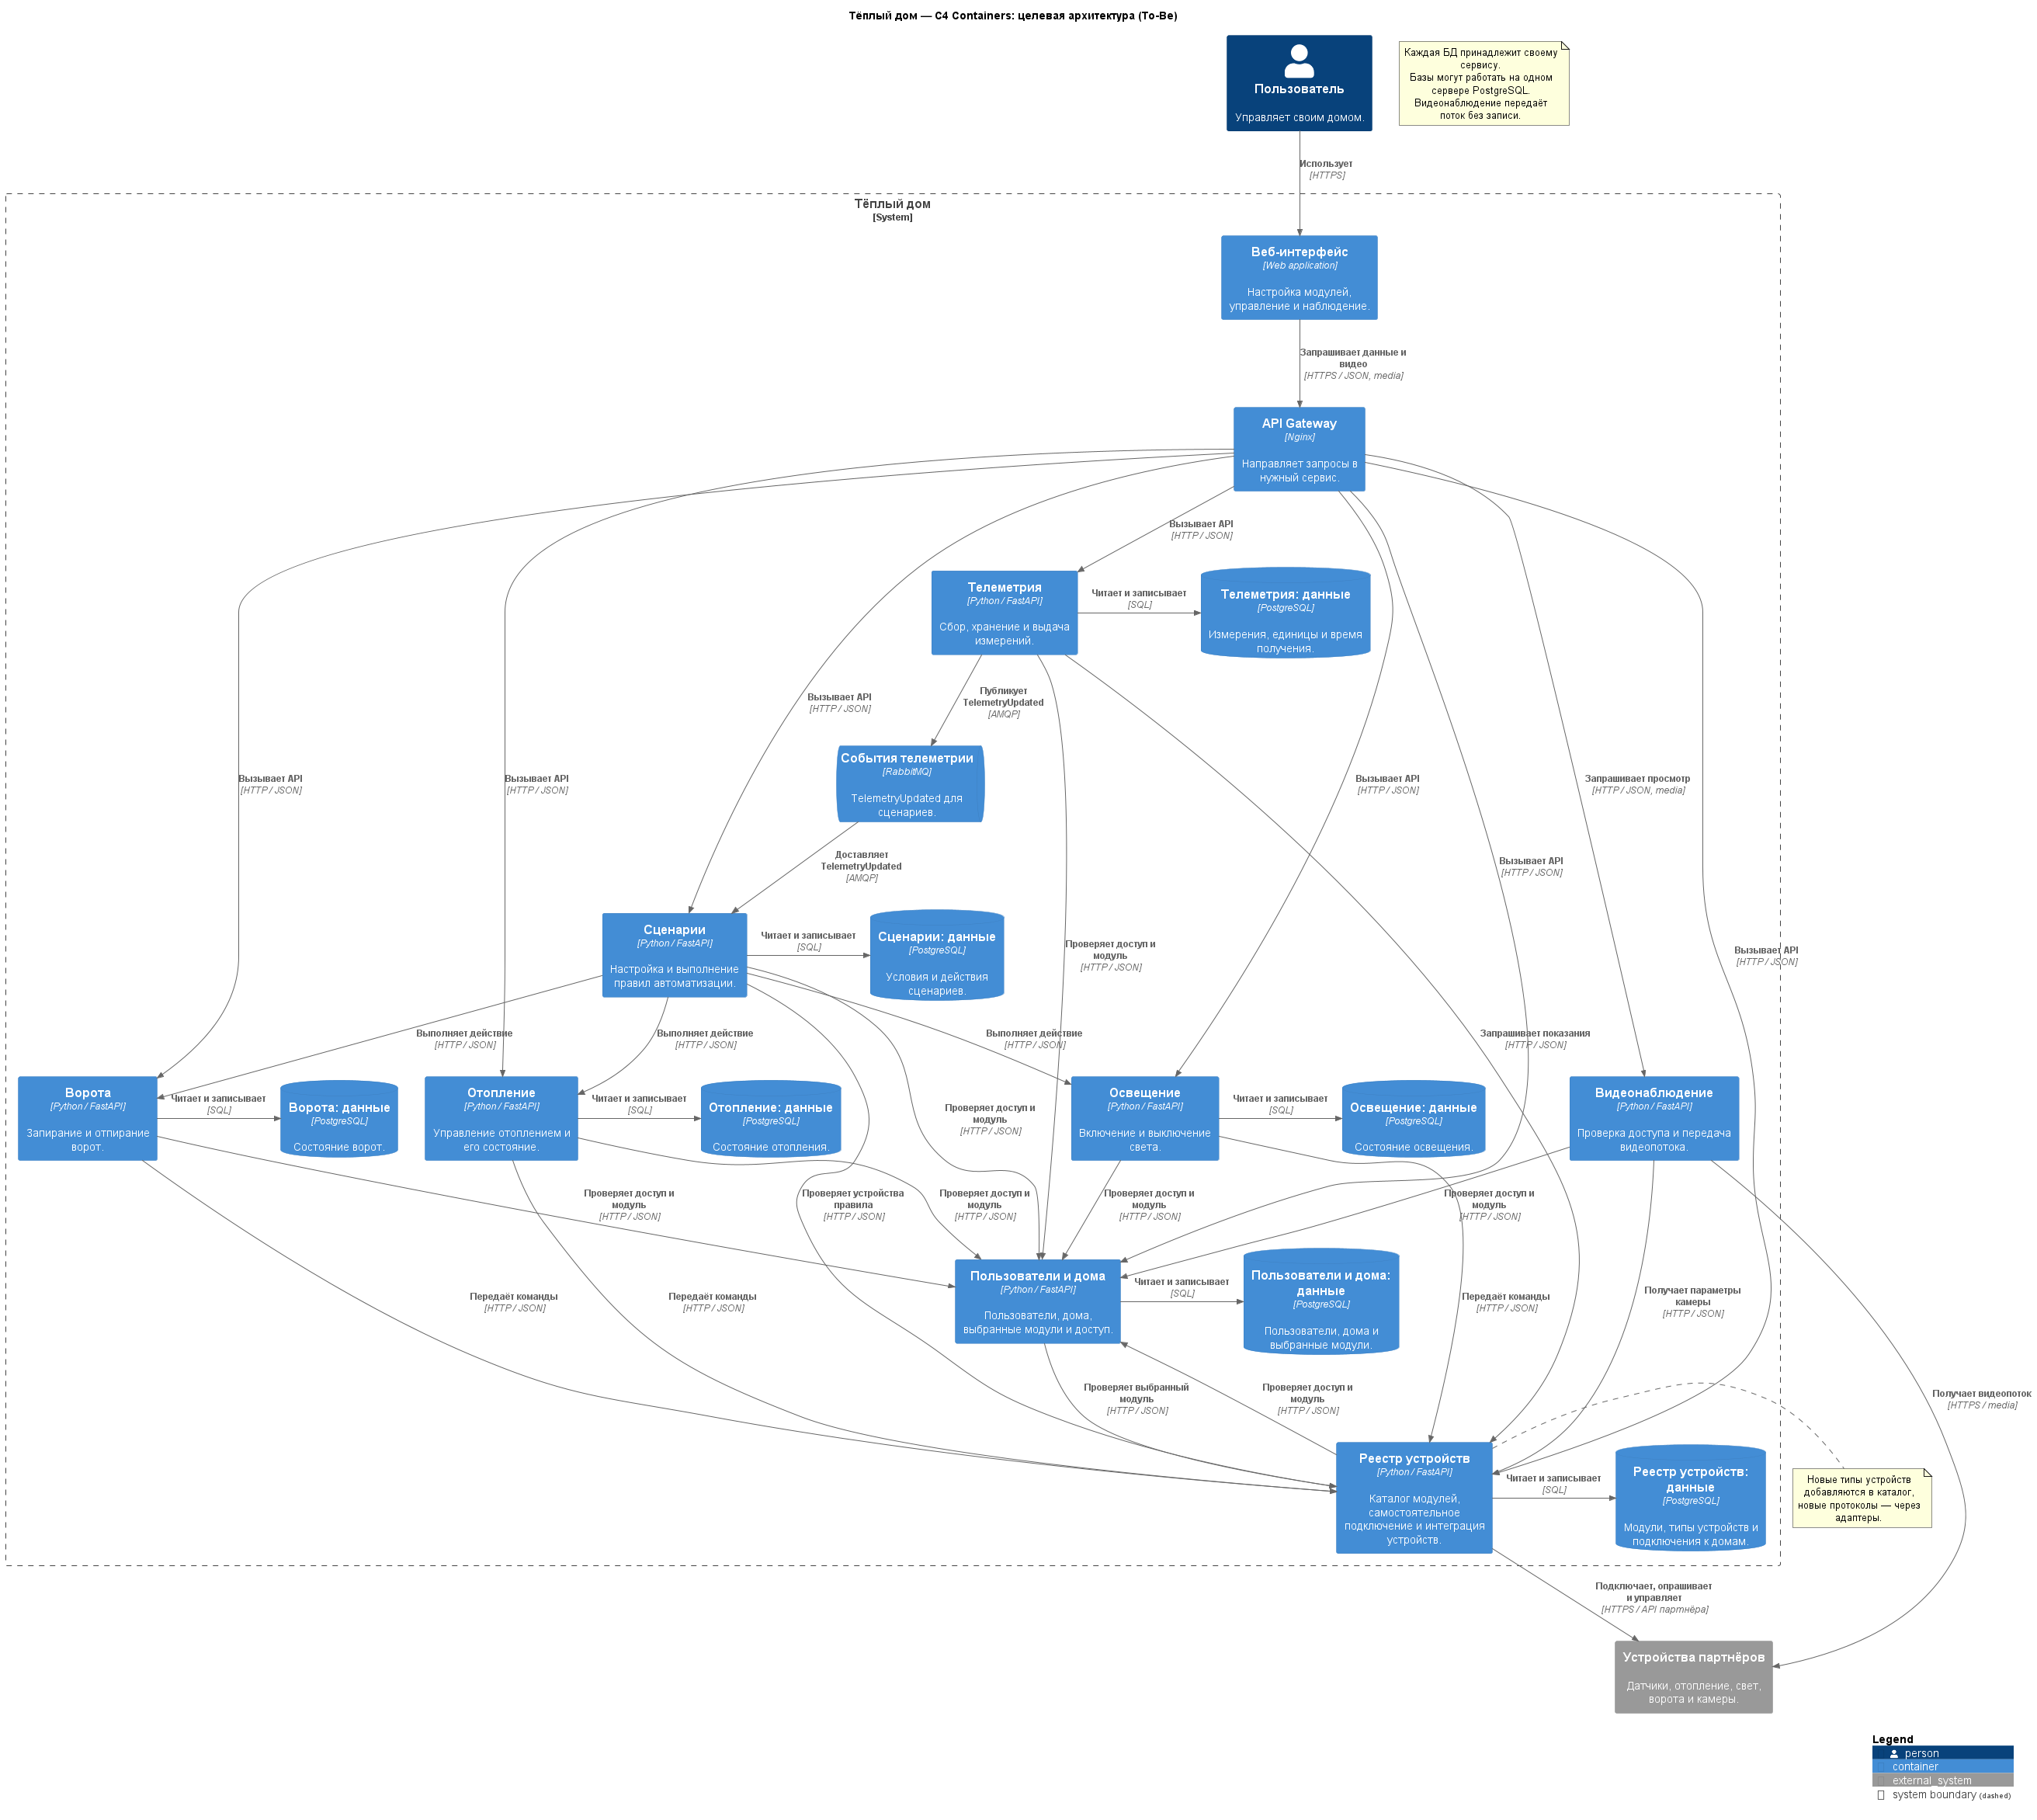 Тёплый дом — C4 Containers: целевая архитектура (To-Be)
Пользователь
Управляет своим домом.
Каждая БД принадлежит своему
сервису.
Базы могут работать на одном
сервере PostgreSQL.
Видеонаблюдение передаёт
поток без записи.
Использует
[HTTPS]
Тёплый дом
[System]
Веб-интерфейс
[Web application]
Настройка модулей,
управление и наблюдение.
Запрашивает данные и
видео
[HTTPS / JSON, media]
API Gateway
[Nginx]
Направляет запросы в
нужный сервис.
Вызывает API
[HTTP / JSON]
Телеметрия
[Python / FastAPI]
Сбор, хранение и выдача
измерений.
Читает и записывает
[SQL]
Телеметрия: данные
[PostgreSQL]
Измерения, единицы и время
получения.
Вызывает API
[HTTP / JSON]
Публикует
TelemetryUpdated
[AMQP]
События телеметрии
[RabbitMQ]
TelemetryUpdated для
сценариев.
Вызывает API
[HTTP / JSON]
Вызывает API
[HTTP / JSON]
Вызывает API
[HTTP / JSON]
Запрашивает просмотр
[HTTP / JSON, media]
Доставляет
TelemetryUpdated
[AMQP]
Вызывает API
[HTTP / JSON]
Сценарии
[Python / FastAPI]
Настройка и выполнение
правил автоматизации.
Читает и записывает
[SQL]
Сценарии: данные
[PostgreSQL]
Условия и действия
сценариев.
Проверяет доступ и
модуль
[HTTP / JSON]
Вызывает API
[HTTP / JSON]
Выполняет действие
[HTTP / JSON]
Выполняет действие
[HTTP / JSON]
Выполняет действие
[HTTP / JSON]
Запрашивает показания
[HTTP / JSON]
Ворота
[Python / FastAPI]
Запирание и отпирание
ворот.
Читает и записывает
[SQL]
Ворота: данные
[PostgreSQL]
Состояние ворот.
Отопление
[Python / FastAPI]
Управление отоплением и
его состояние.
Читает и записывает
[SQL]
Отопление: данные
[PostgreSQL]
Состояние отопления.
Проверяет доступ и
модуль
[HTTP / JSON]
Освещение
[Python / FastAPI]
Включение и выключение
света.
Читает и записывает
[SQL]
Освещение: данные
[PostgreSQL]
Состояние освещения.
Видеонаблюдение
[Python / FastAPI]
Проверка доступа и передача
видеопотока.
Проверяет доступ и
модуль
[HTTP / JSON]
Проверяет устройства
правила
[HTTP / JSON]
Проверяет доступ и
модуль
[HTTP / JSON]
Проверяет доступ и
модуль
[HTTP / JSON]
Проверяет доступ и
модуль
[HTTP / JSON]
Передаёт команды
[HTTP / JSON]
Передаёт команды
[HTTP / JSON]
Пользователи и дома
[Python / FastAPI]
Пользователи, дома,
выбранные модули и доступ.
Читает и записывает
[SQL]
Пользователи и дома:
данные
[PostgreSQL]
Пользователи, дома и
выбранные модули.
Передаёт команды
[HTTP / JSON]
Получает параметры
камеры
[HTTP / JSON]
Проверяет выбранный
модуль
[HTTP / JSON]
Проверяет доступ и
модуль
[HTTP / JSON]
Получает видеопоток
[HTTPS / media]
Реестр устройств
[Python / FastAPI]
Каталог модулей,
самостоятельное
подключение и интеграция
устройств.
Читает и записывает
[SQL]
Реестр устройств:
данные
[PostgreSQL]
Модули, типы устройств и
подключения к домам.
Новые типы устройств
добавляются в каталог,
новые протоколы — через
адаптеры.
Подключает, опрашивает
и управляет
[HTTPS / API партнёра]
Устройства партнёров
Датчики, отопление, свет,
ворота и камеры.
Legend
person
container
external_system
system boundary (dashed)